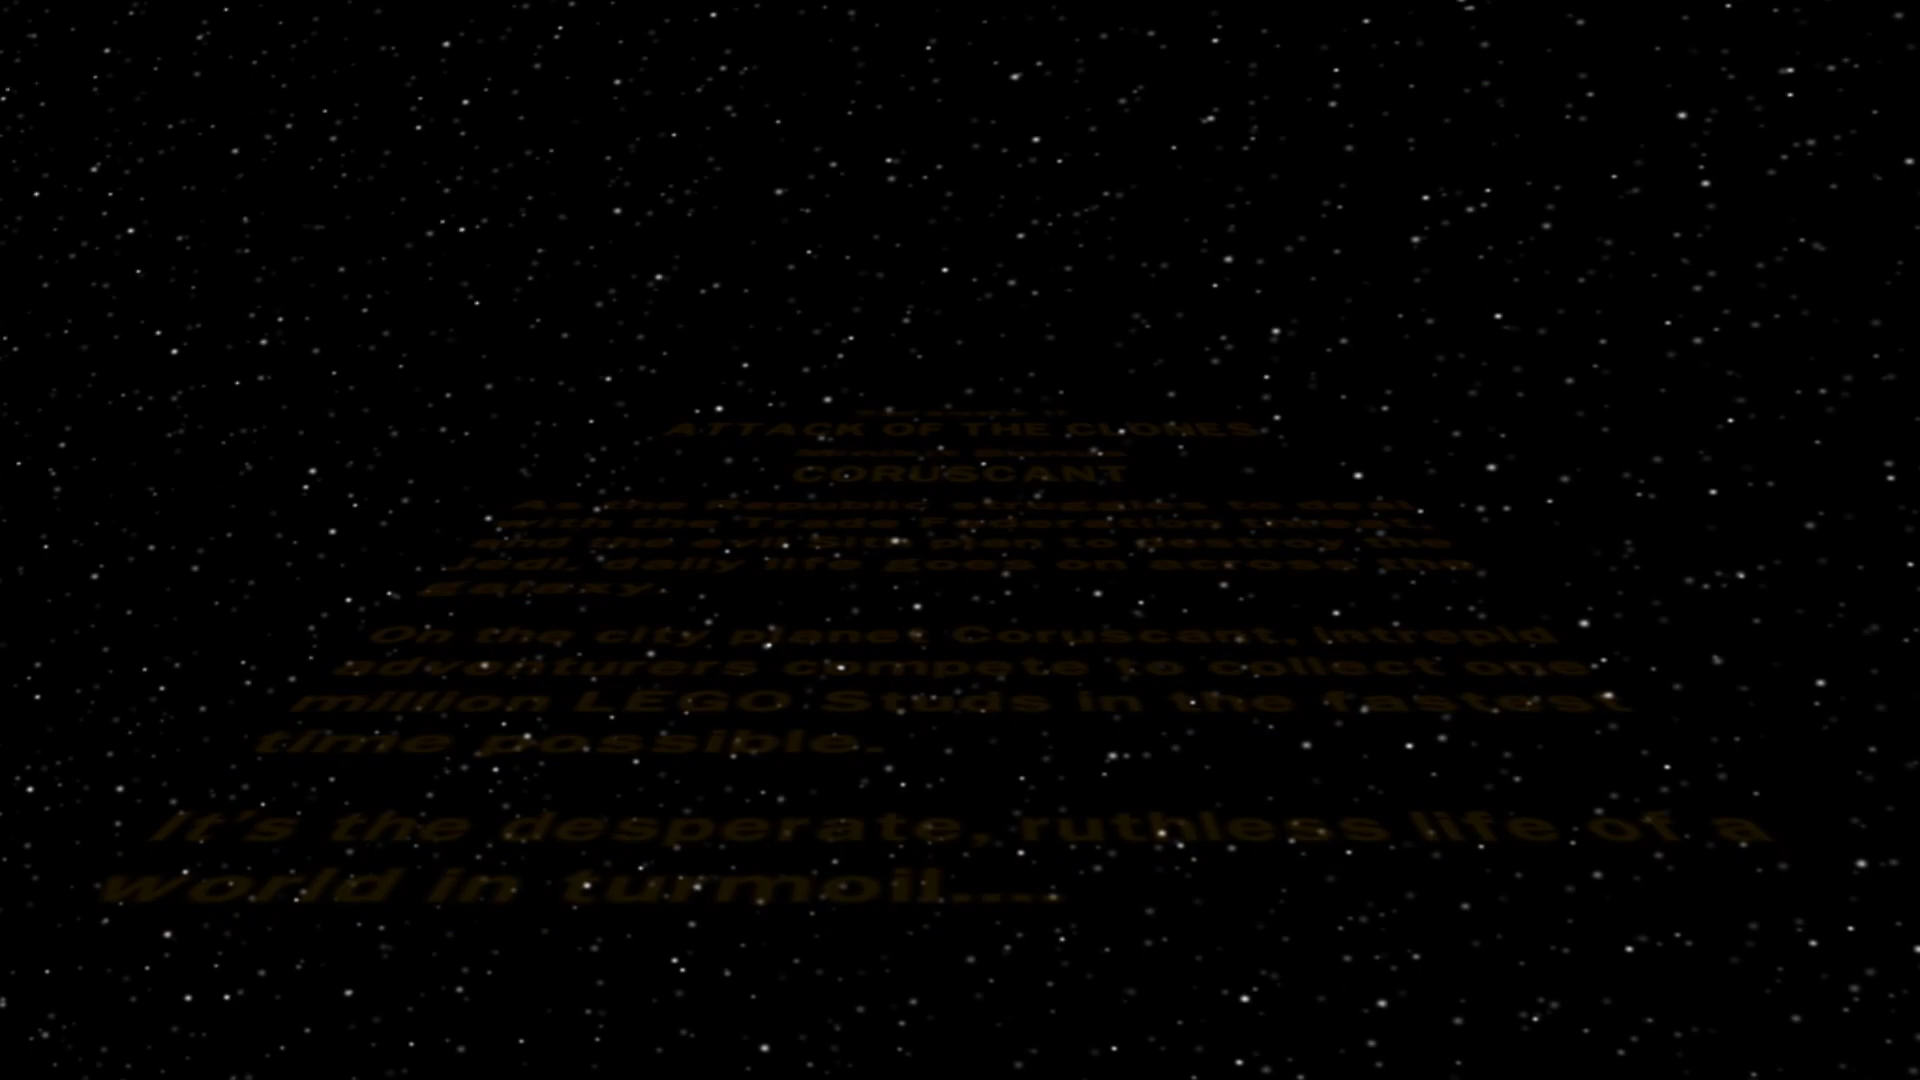 ATTACK OF THE CLONES
CORUSCANT
As the Republic struggles to deal
with the Trade Federation threat,
and the evil Sith plan to destroy the
Jedi, daily life goes on across the
galaxy.
On the city planet Coruscant, intrepid
adventurers compete to collect one
million LEGO Studs in the fastest
time possible.
It's the desperate, ruthless life of a
world in turmoil....